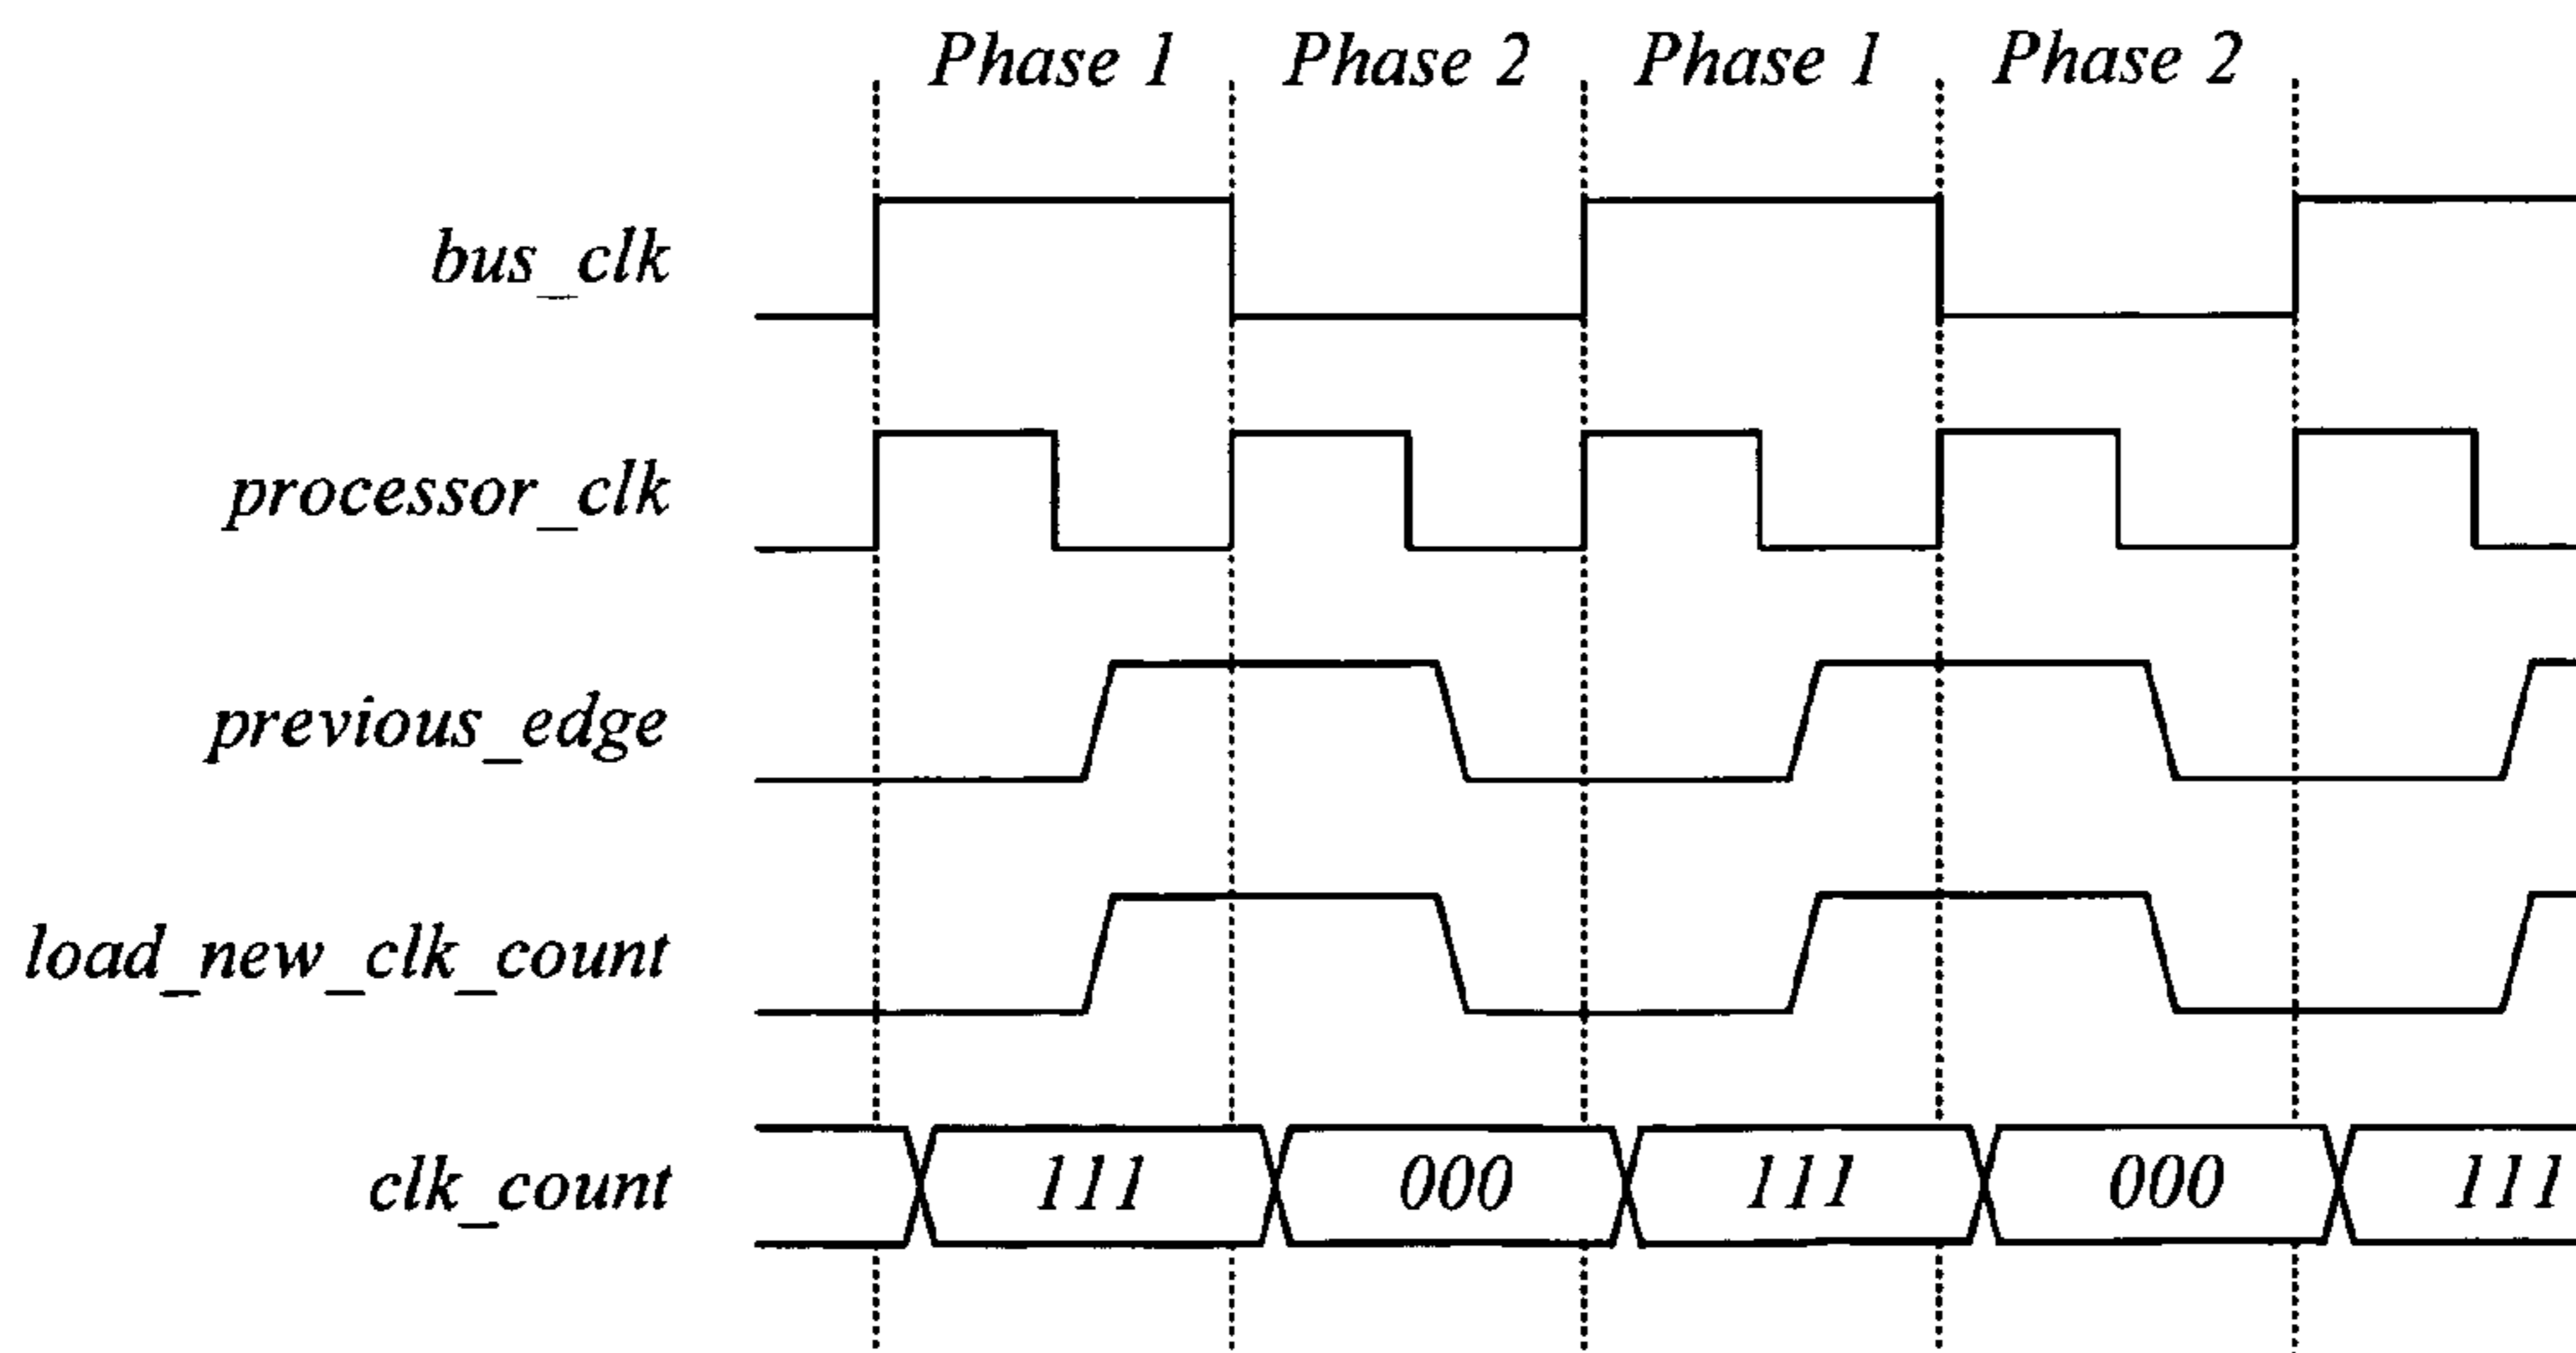 Phase 1 Phase 2 Phase 1 Phase 2
bus_clk
processor_clk
previous_edge
load_new_clk_count
clk_count 111 000 111 000 111